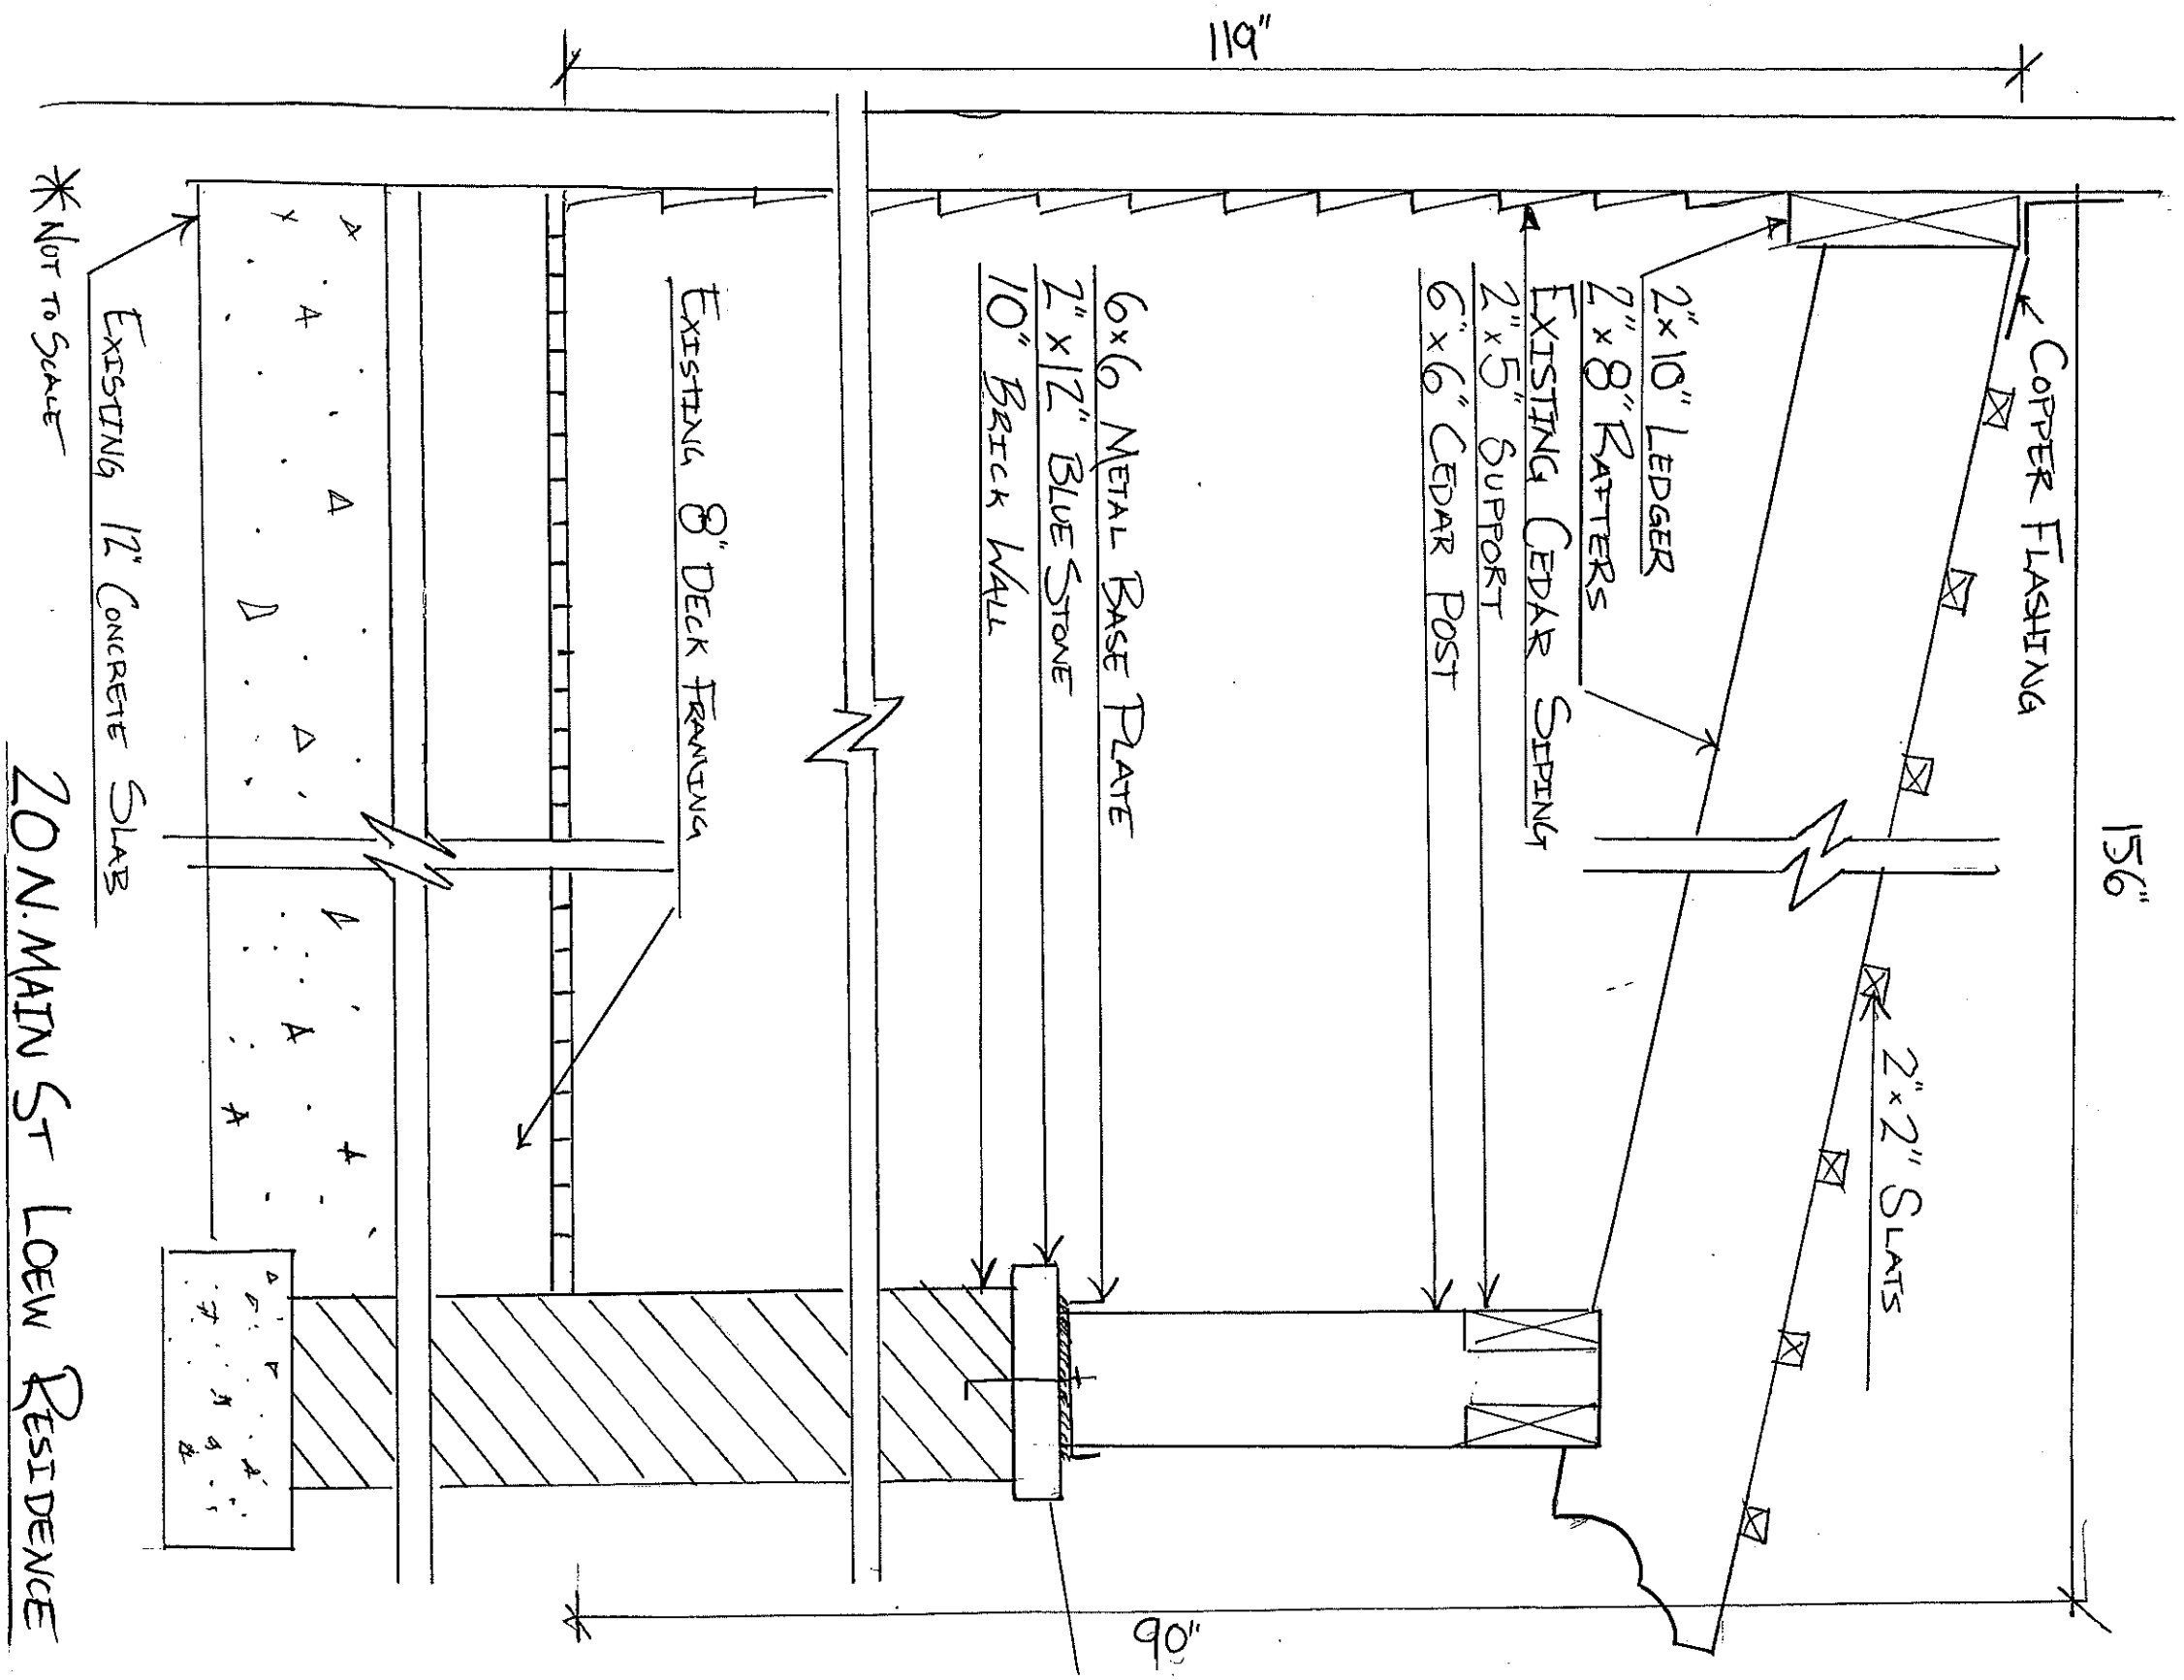 156"
119"
COPPER FLASHING
2"x10" LEDGER
2"x8" RAFTERS
EXISTING CEDAR SIDING
2"x5" SUPPORT
6"x6" CEDAR POST
2"x2" SLATS
6x6 METAL BASE PLATE
2"x12" BLUE STONE
10" BRICK WALL
90"
EXISTING 8" DECK FRAMING
EXISTING 12" CONCRETE SLAB
*NOT TO SCALE
20 N. MAIN ST LOEW RESIDENCE